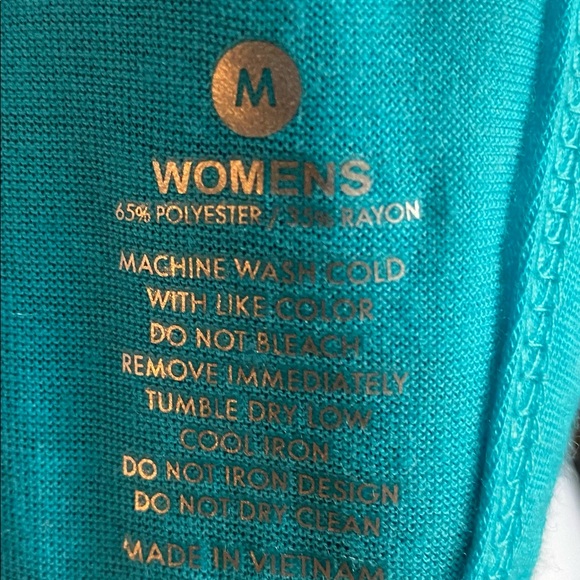 M
WOMENS
65% POLYESTER / 35% RAYON
MACHINE WASH COLD
WITH LIKE COLOR
DO NOT BLEACH
REMOVE IMMEDIATELY
TUMBLE DRY LOW
COOL IRON
DO NOT IRON DESIGN
DO NOT DRY CLEAN
MADE IN VIETNAM